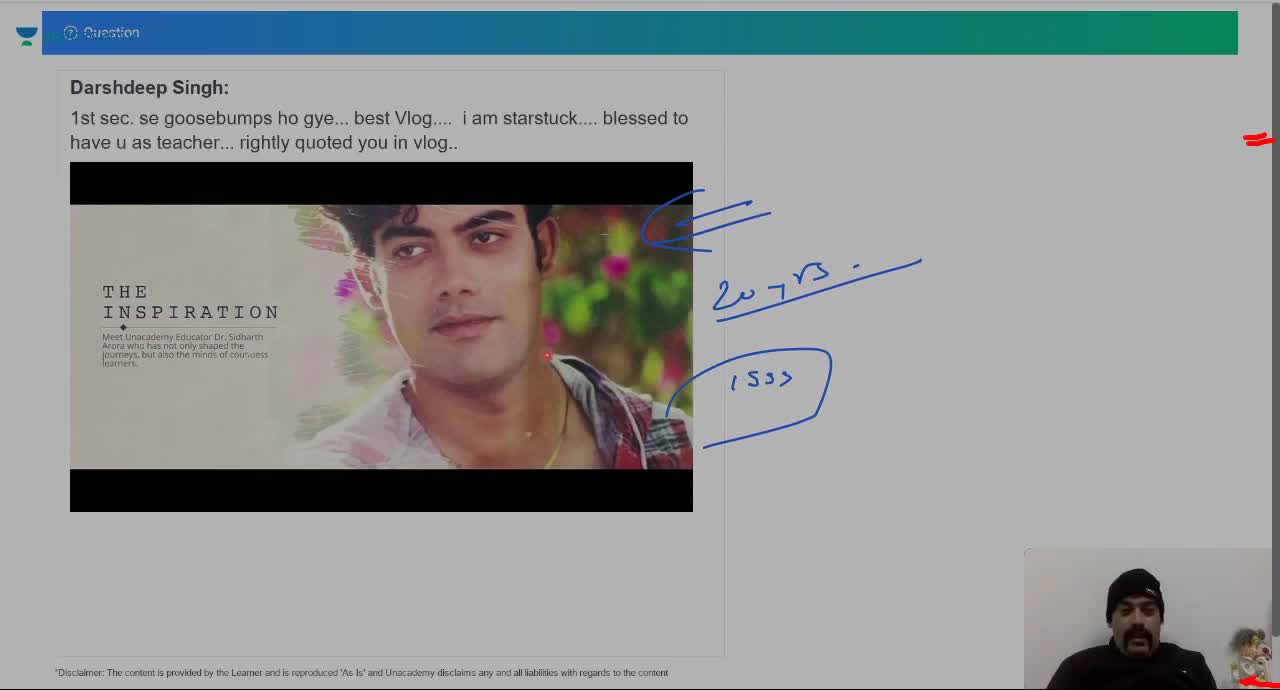 Question
Darshdeep Singh:
1st sec. se goosebumps ho gye... best Vlog.... i am starstuck.... blessed to
have u as teacher... rightly quoted you in vlog..
THE
INSPIRATION
Meet Unacademy Educator Dr. Sidharth
Arora who has not only shaped the
journeys, but also the minds of countless
learners.
20 yrs.
*Disclaimer: The content is provided by the Learner and is reproduced 'As Is' and Unacademy disclaims any and all liabilities with regards to the content